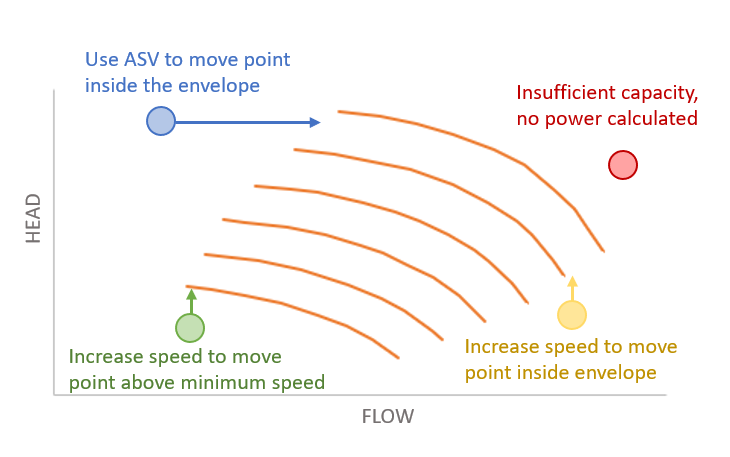 Use ASV to move point
inside the envelope
Insufficient capacity,
no power calculated
HEAD
Increase speed to move
point above minimum speed
Increase speed to move
point inside envelope
FLOW